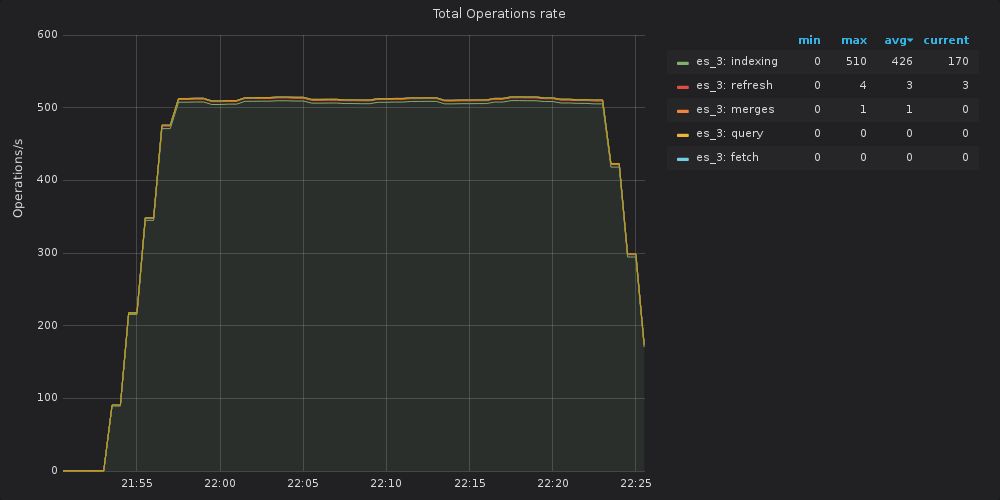 Total Operations rate
600
500
400
300
200
100
0
Operations/s
21:55 22:00 22:05 22:10 22:15 22:20 22:25
min max avg current
es_3: indexing 0 510 426 170
es_3: refresh 0 4 3 3
es_3: merges 0 1 1 0
es_3: query 0 0 0 0
es_3: fetch 0 0 0 0